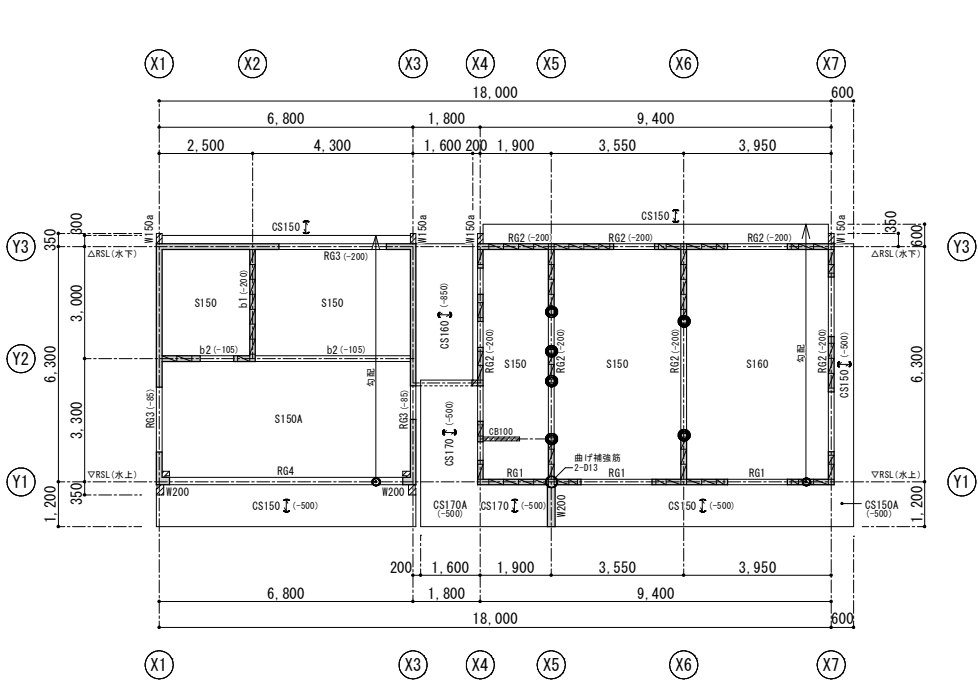 X1 X2 X3 X4 X5 X6 X7
18,000 600
6,800 1,800 9,400
2,500 4,300 1,600 200 1,900 3,550 3,950
CS150
CS150
W150a W150a W150a W150a
300
350
350
600
Y3
Y3
△RSL(水下)
△RSL(水下)
RG3(-200)
RG2(-200) RG2(-200) RG2(-200)
3,000
S150
b1(-200)
S150
CS160(-850)
b2(-105) b2(-105)
Y2
6,300
6,300
勾配
勾配
RG2(-200)
S150
RG2(-200)
S150
RG2(-200)
S160
RG2(-200)
CS150(-500)
3,300
RG3(-85)
S150A
RG3(-85)
CS170(-500)
CB100
曲げ補強筋
2-D13
▽RSL(水上)
▽RSL(水上)
RG4
RG1 RG1 RG1
Y1
Y1
350
W200 W200
W200
1,200
1,200
CS150(-500)
CS170A
(-500)
CS170(-500)
CS150(-500)
CS150A
(-500)
200 1,600 1,900 3,550 3,950
6,800 1,800 9,400
18,000 600
X1 X3 X4 X5 X6 X7